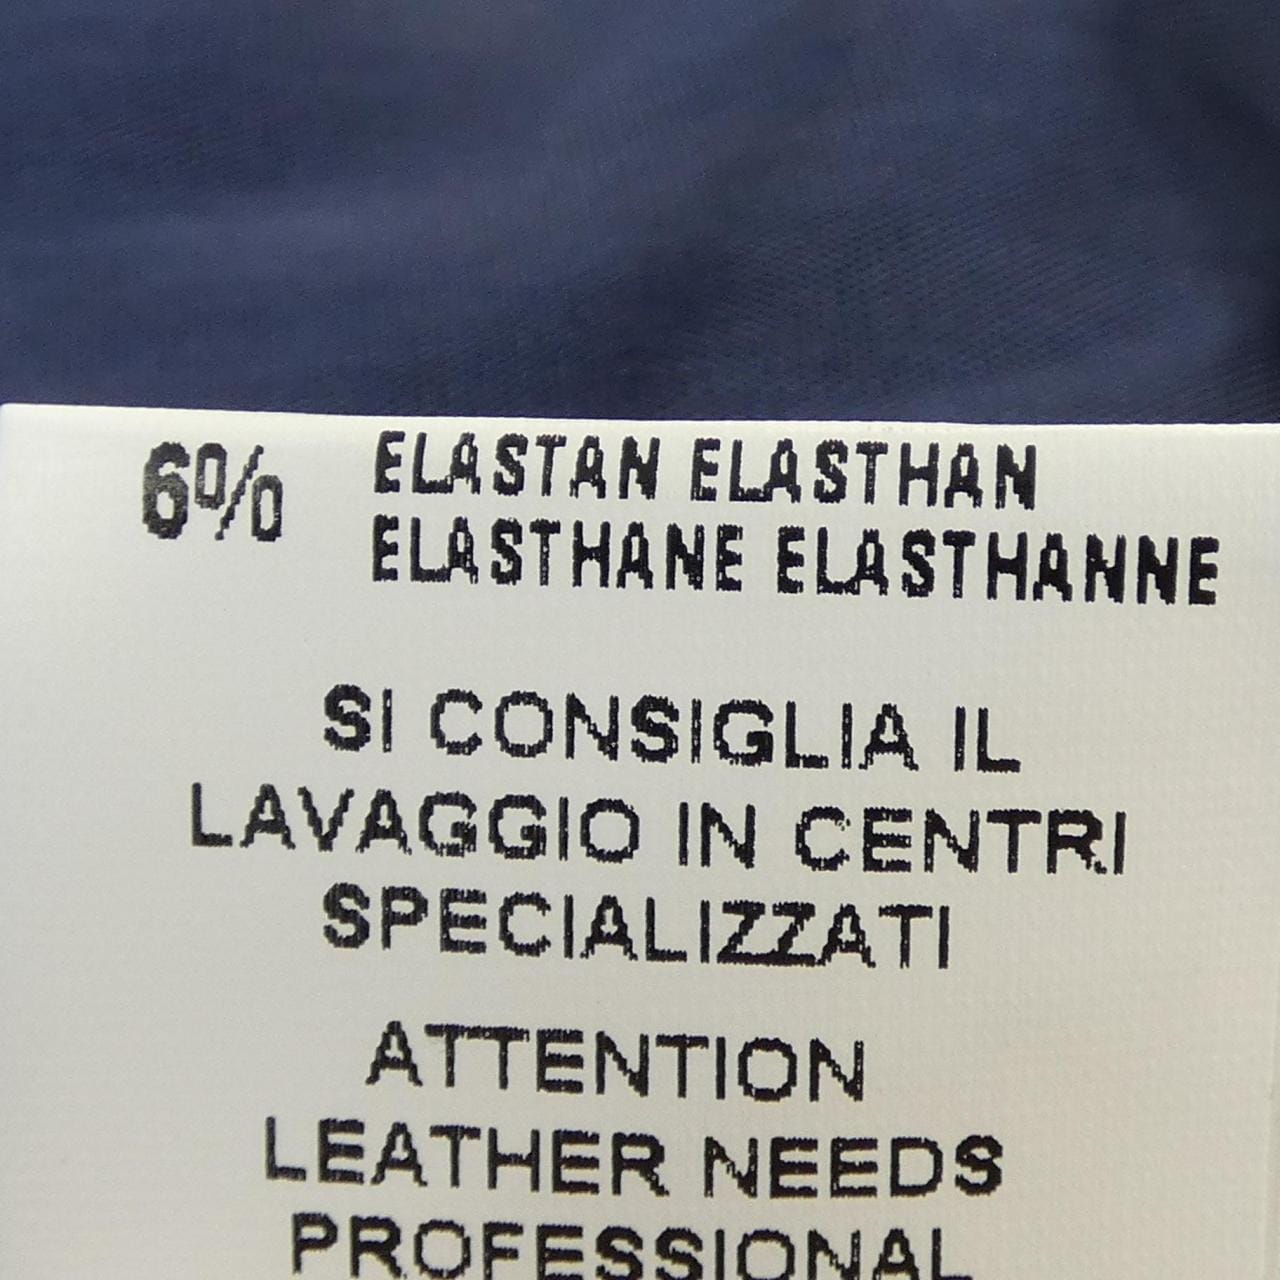 6% ELASTAN ELASTHAN
ELASTHANE ELASTHANNE
SI CONSIGLIA IL
LAVAGGIO IN CENTRI
SPECIALIZZATI
ATTENTION
LEATHER NEEDS
PROFESSIONAL